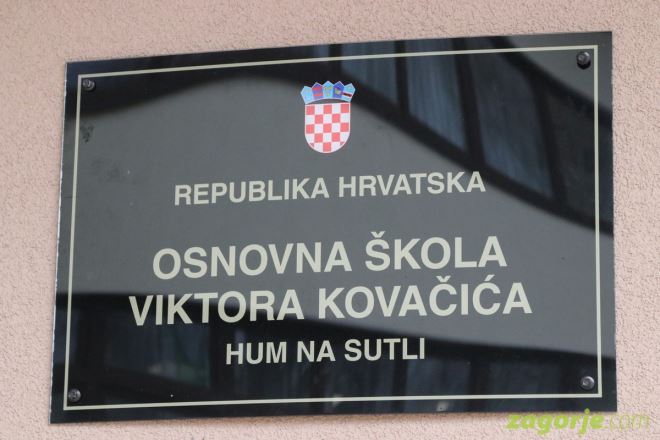 REPUBLIKA HRVATSKA
OSNOVNA ŠKOLA
VIKTORA KOVAČIĆA
HUM NA SUTLI
zagorje.com